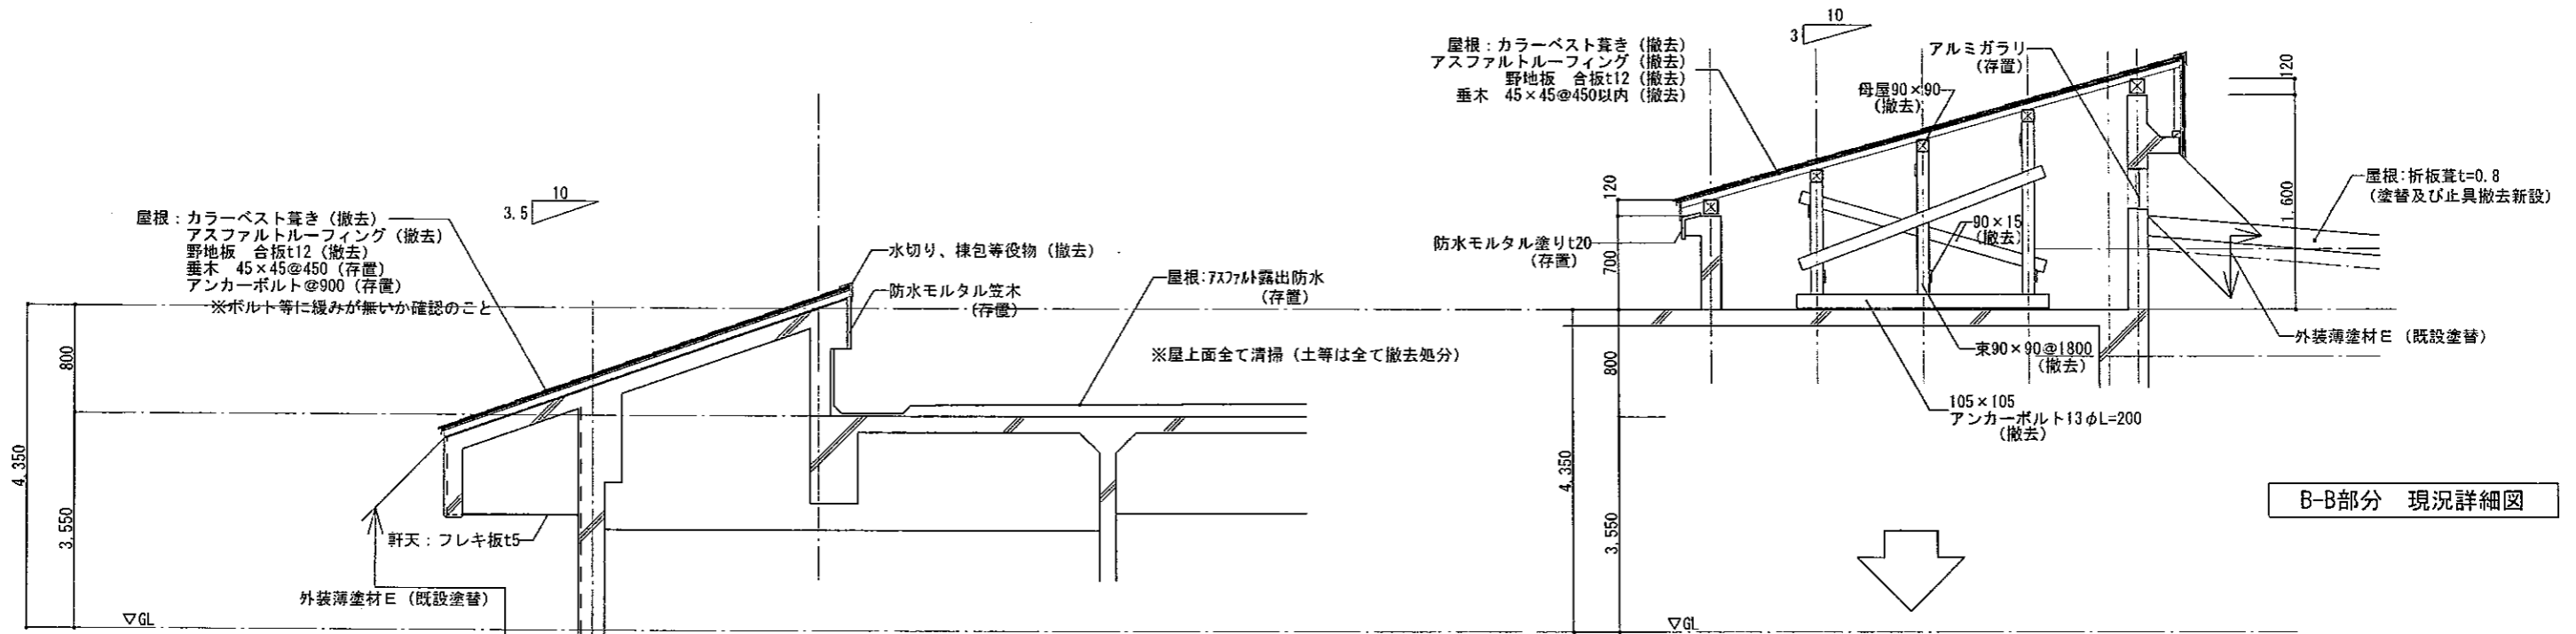 10
3.5
屋根：カラーベスト葺き（撤去）
アスファルトルーフィング（撤去）
野地板　合板t12（撤去）
垂木　45×45@450（存置）
アンカーボルト@900（存置）
※ボルト等に緩みが無いか確認のこと
水切り、棟包等役物（撤去）
防水モルタル笠木
（存置）
屋根：アスファルト露出防水
（存置）
※屋上面全て清掃（土等は全て撤去処分）
800
4,350
3,550
軒天：フレキ板t5
外装薄塗材Ｅ（既設塗替）
▽GL
10
3
屋根：カラーベスト葺き（撤去）
アスファルトルーフィング（撤去）
野地板　合板t12（撤去）
垂木　45×45@450以内（撤去）
アルミガラリ
（存置）
母屋90×90
（撤去）
120
1,600
屋根：折板葺t=0.8
（塗替及び止具撤去新設）
120
700
防水モルタル塗りt20
（存置）
90×15
（撤去）
外装薄塗材Ｅ（既設塗替）
束90×90@1800
（撤去）
105×105
アンカーボルト13φL=200
（撤去）
800
4,350
3,550
B-B部分　現況詳細図
▽GL